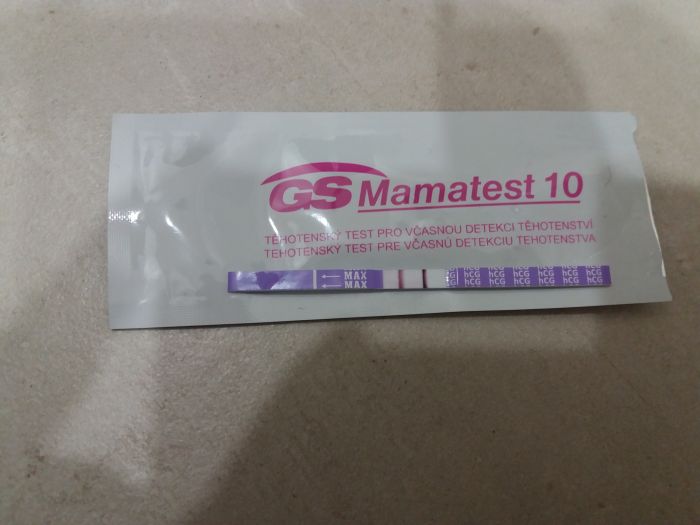 GS Mamatest 10
TĚHOTENSKÝ TEST PRO VČASNOU DETEKCI TĚHOTENSTVÍ
TEHOTENSKÝ TEST PRE VČASNÚ DETEKCIU TEHOTENSTVA
← MAX hCG hCG hCG hCG hCG hCG hCG
← MAX hCG hCG hCG hCG hCG hCG hCG